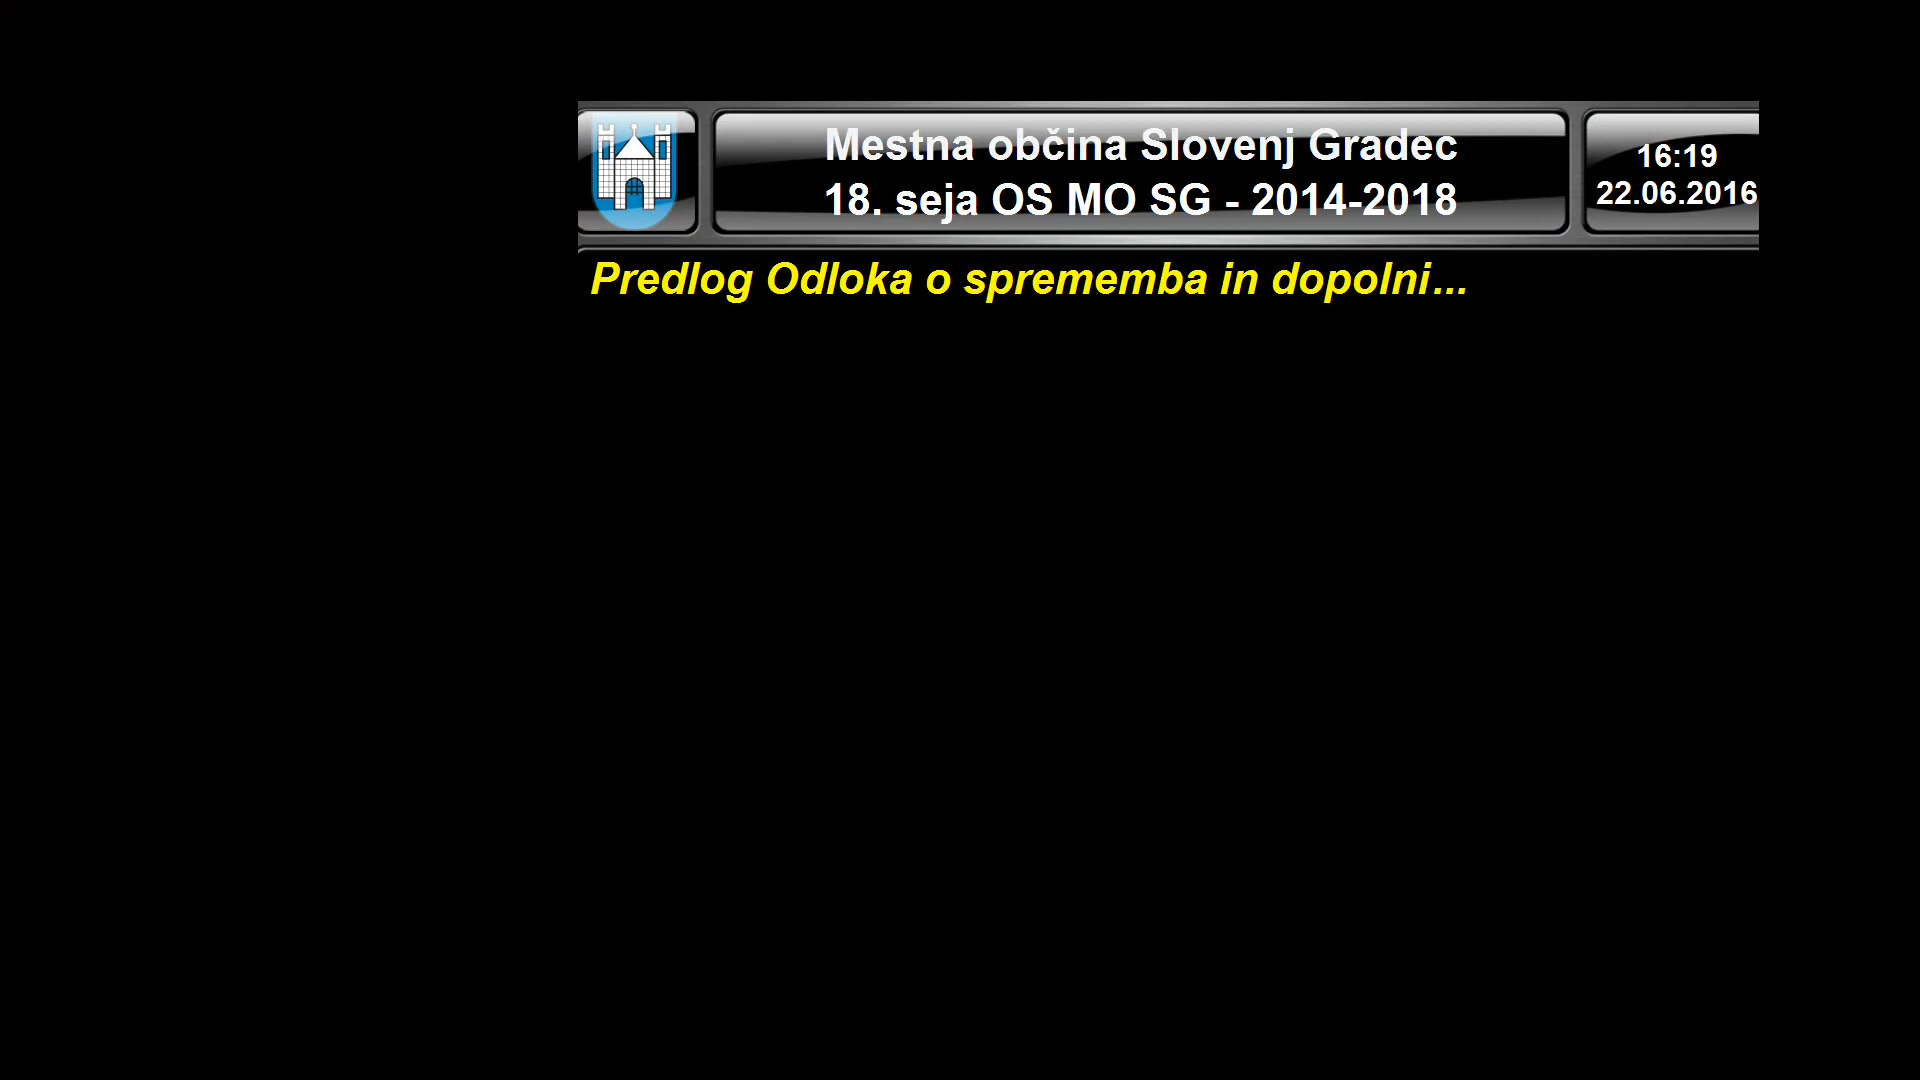 Mestna občina Slovenj Gradec
18. seja OS MO SG - 2014-2018
16:19
22.06.2016
Predlog Odloka o sprememba in dopolni...